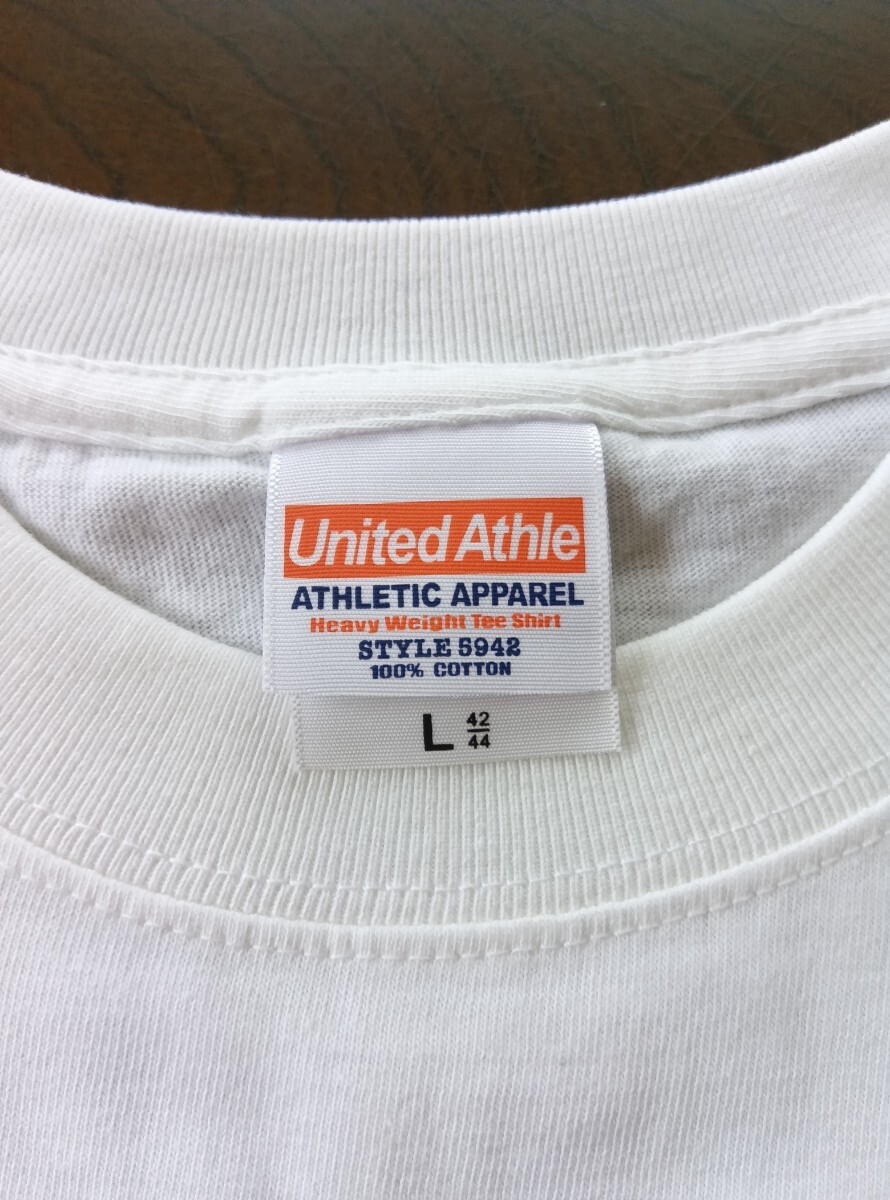 United Athle
ATHLETIC APPAREL
Heavy Weight Tee Shirt
STYLE 5942
100% COTTON
L 42/44